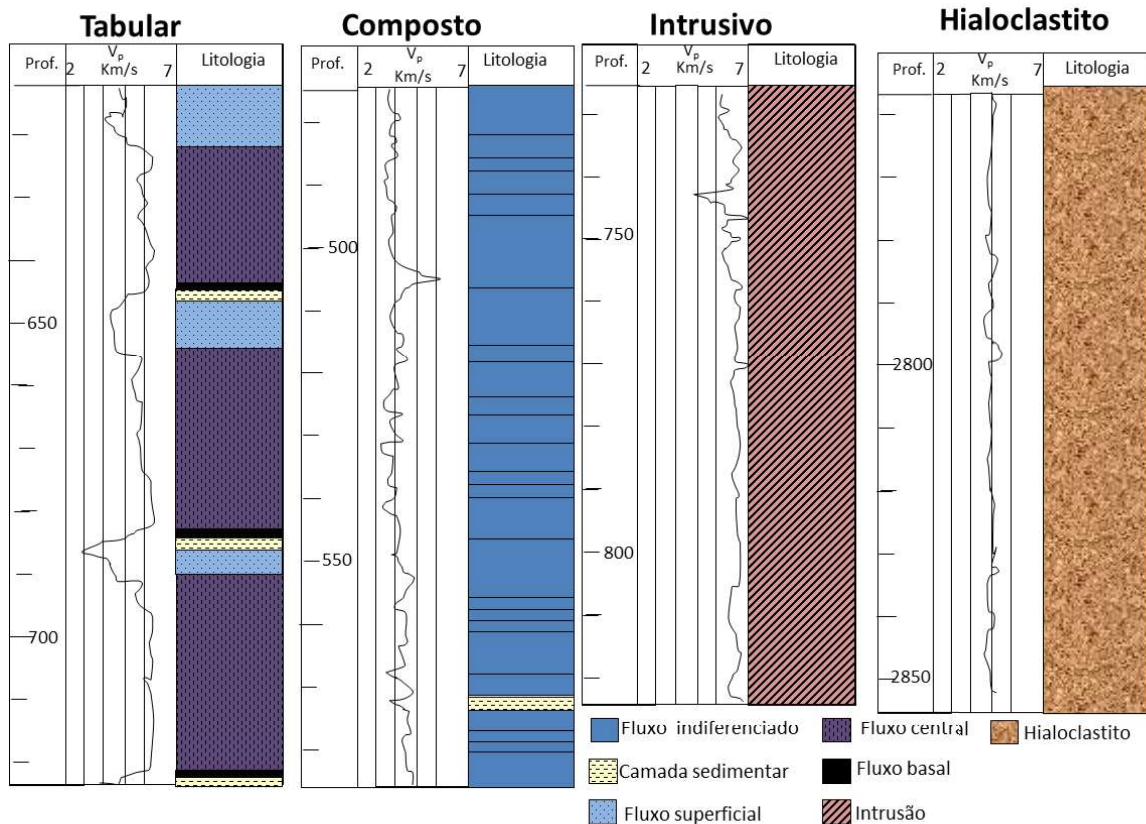 Tabular
Prof.
Vp
Km/s
2
7
Litologia
650
700
Composto
Prof.
Vp
Km/s
2
7
Litologia
500
550
Intrusivo
Prof.
Vp
Km/s
2
7
Litologia
750
800
Hialoclastito
Prof.
Vp
Km/s
2
7
Litologia
2800
2850
Fluxo indiferenciado
Fluxo central
Hialoclastito
Camada sedimentar
Fluxo basal
Fluxo superficial
Intrusão